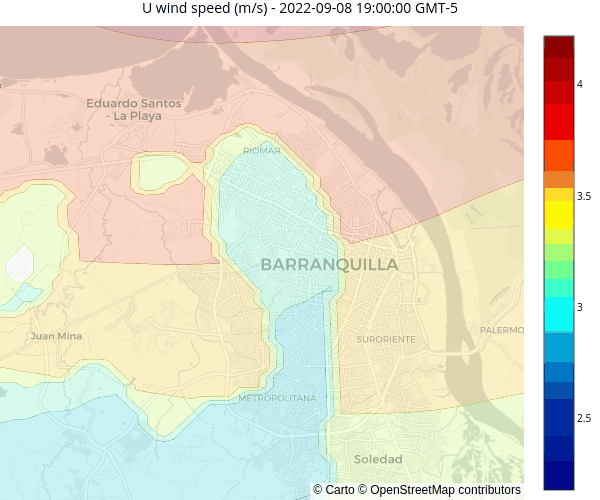 U wind speed (m/s) - 2022-09-08 19:00:00 GMT-5
Eduardo Santos
- La Playa
RIOMAR
BARRANQUILLA
Juan Mina
SURORIENTE
PALERMO
METROPOLITANA
Soledad
© Carto © OpenStreetMap contributors
4
3.5
3
2.5